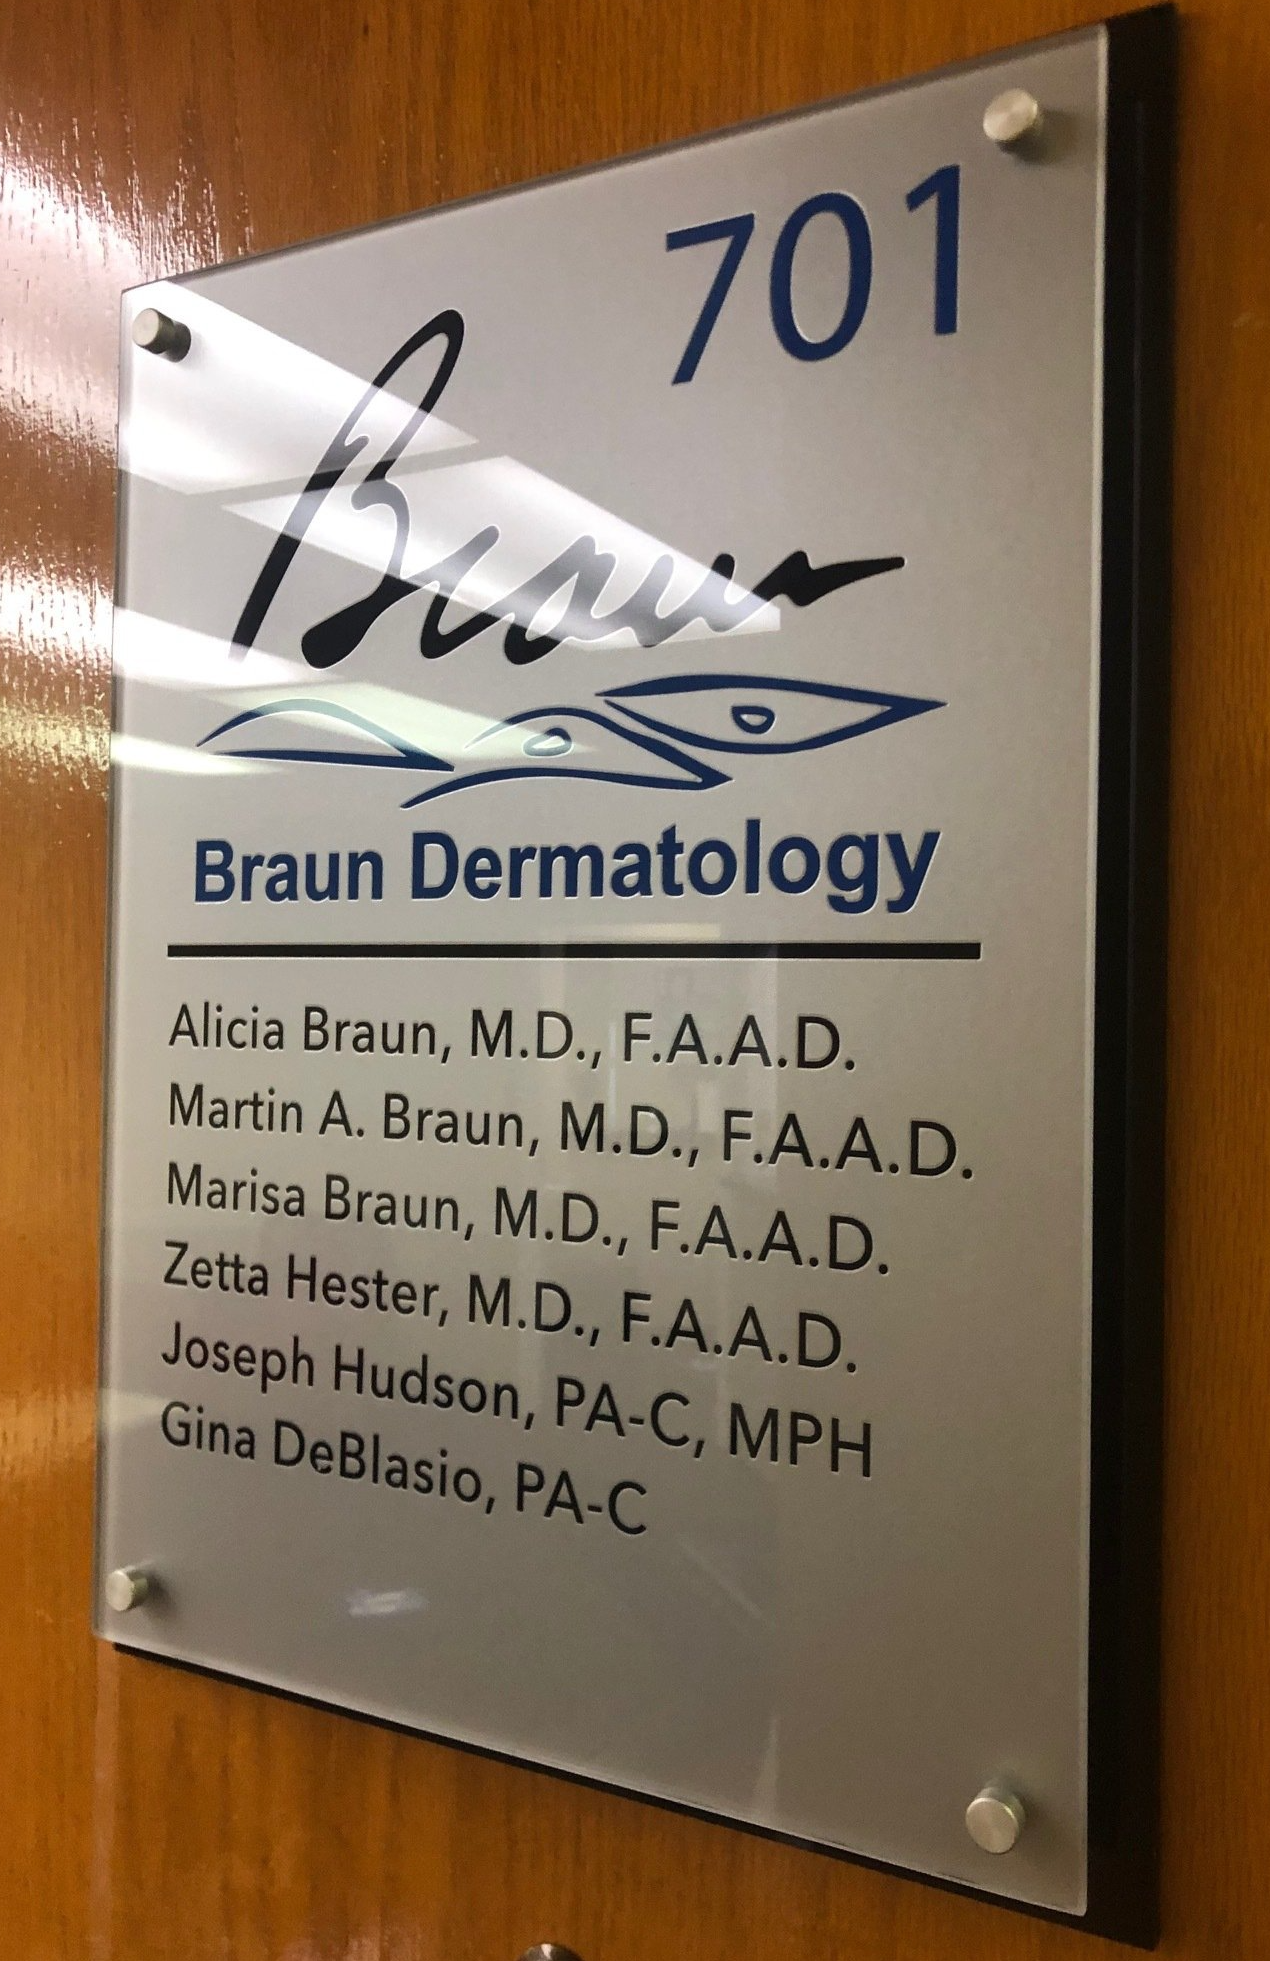 701
Braun
Braun Dermatology
Alicia Braun, M.D., F.A.A.D.
Martin A. Braun, M.D., F.A.A.D.
Marisa Braun, M.D., F.A.A.D.
Zetta Hester, M.D., F.A.A.D.
Joseph Hudson, PA-C, MPH
Gina DeBlasio, PA-C